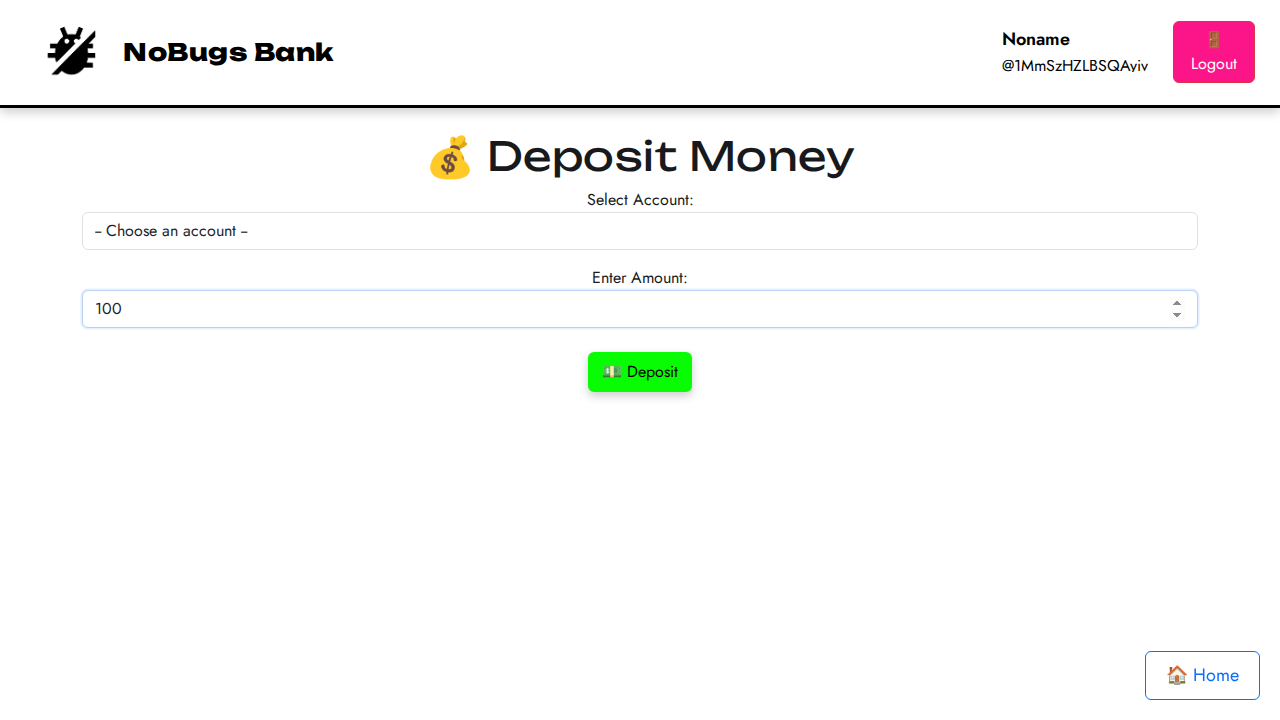 NoBugs Bank
Noname
@1MmSzHZLBSQAyiv
Logout
Deposit Money
Select Account:
-- Choose an account --
Enter Amount:
100
Deposit
Home